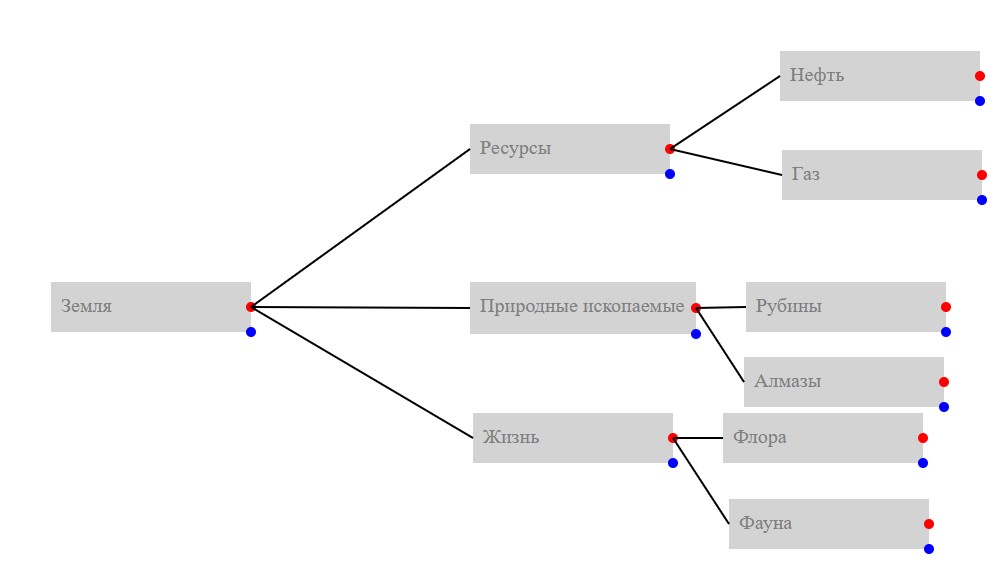 Земля
Ресурсы
Нефть
Газ
Природные ископаемые
Рубины
Алмазы
Жизнь
Флора
Фауна